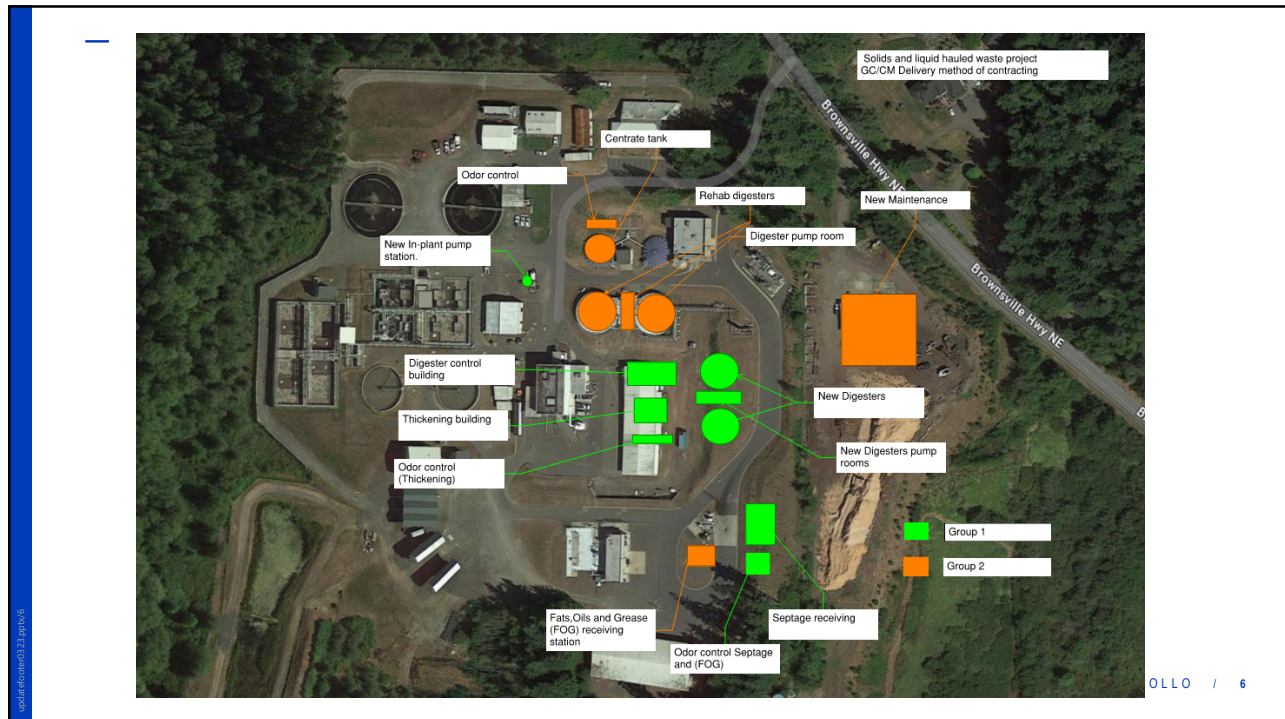 Solids and liquid hauled waste project
GC/CM Delivery method of contracting
Brownsville Hwy NE
Centrate tank
Odor control
Rehab digesters
New Maintenance
Digester pump room
New In-plant pump
station.
Brownsville Hwy NE
Digester control
building
New Digesters
Thickening building
New Digesters pump
rooms
Odor control
(Thickening)
Group 1
Group 2
Fats,Oils and Grease
(FOG) receiving
station
Septage receiving
Odor control Septage
and (FOG)
updatefooter0323.pptx/6
OLLO / 6